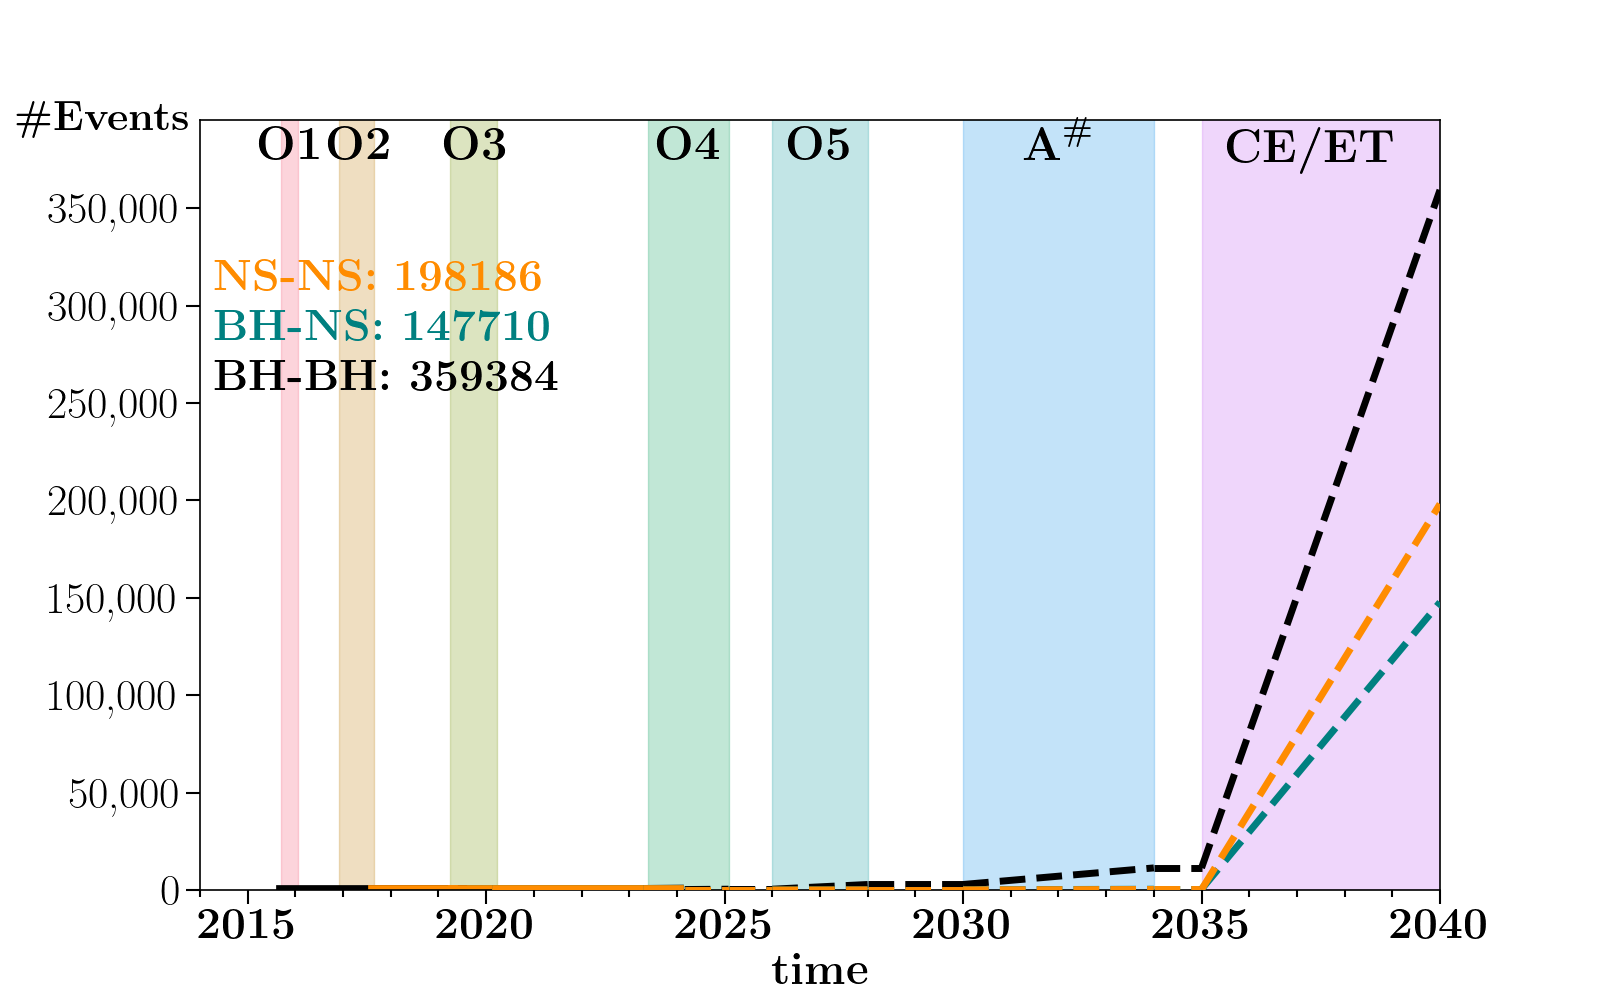 #Events
O1 O2 O3 O4 O5 A# CE/ET
350,000
300,000
250,000
200,000
150,000
100,000
50,000
0
NS-NS: 198186
BH-NS: 147710
BH-BH: 359384
2015 2020 2025 2030 2035 2040
time